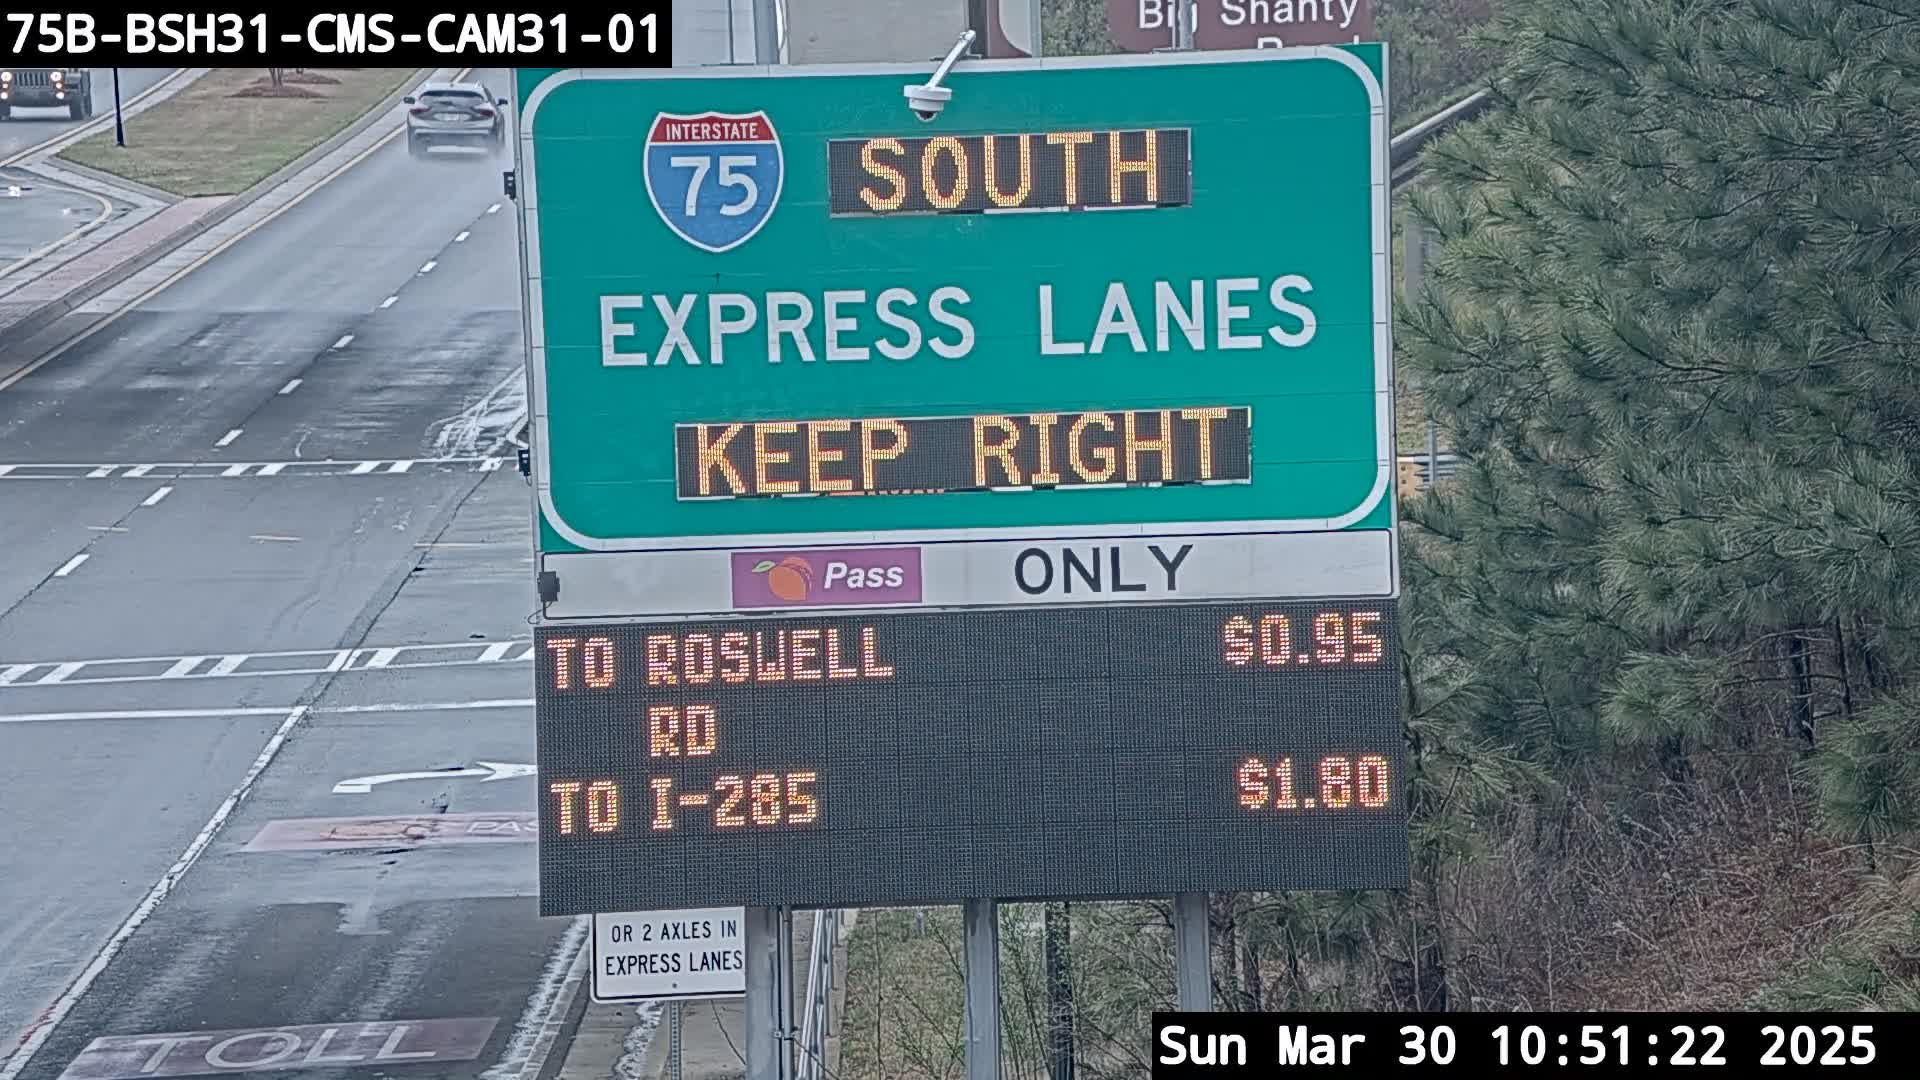 75B-BSH31-CMS-CAM31-01
Big Shanty
INTERSTATE
75
SOUTH
EXPRESS LANES
KEEP RIGHT
Pass
ONLY
TO ROSWELL $0.95
RD
TO I-285 $1.80
OR 2 AXLES IN
EXPRESS LANES
TOLL
Sun Mar 30 10:51:22 2025